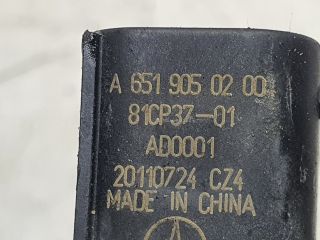 A 651 905 02 00
81CP37-01
AD0001
20110724 CZ4
MADE IN CHINA